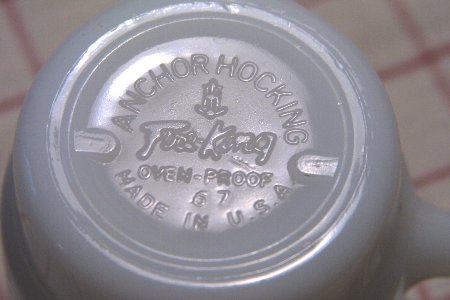 ANCHOR HOCKING
Fire-King
OVEN-PROOF
67
MADE IN U.S.A.